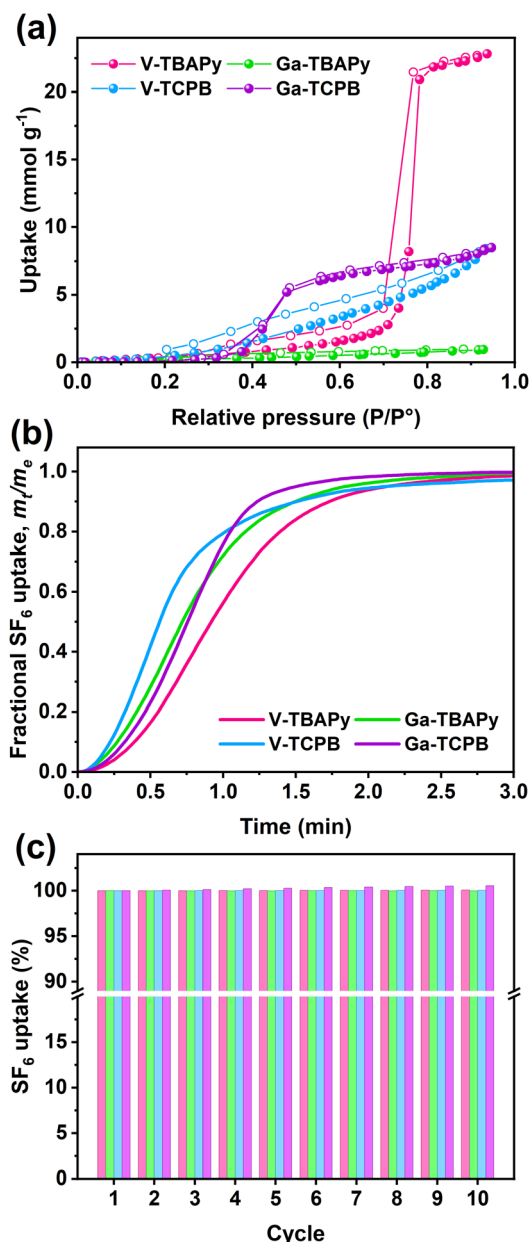 (a)
V-TBAPy Ga-TBAPy
V-TCPB Ga-TCPB
Uptake (mmol g-1)
20
15
10
5
0
0.0 0.2 0.4 0.6 0.8 1.0
Relative pressure (P/P°)
(b)
Fractional SF6 uptake, mt/me
1.0
0.8
0.6
0.4
0.2
0.0
V-TBAPy Ga-TBAPy
V-TCPB Ga-TCPB
0.0 0.5 1.0 1.5 2.0 2.5 3.0
Time (min)
(c)
SF6 uptake (%)
100
95
90
15
10
5
0
1 2 3 4 5 6 7 8 9 10
Cycle